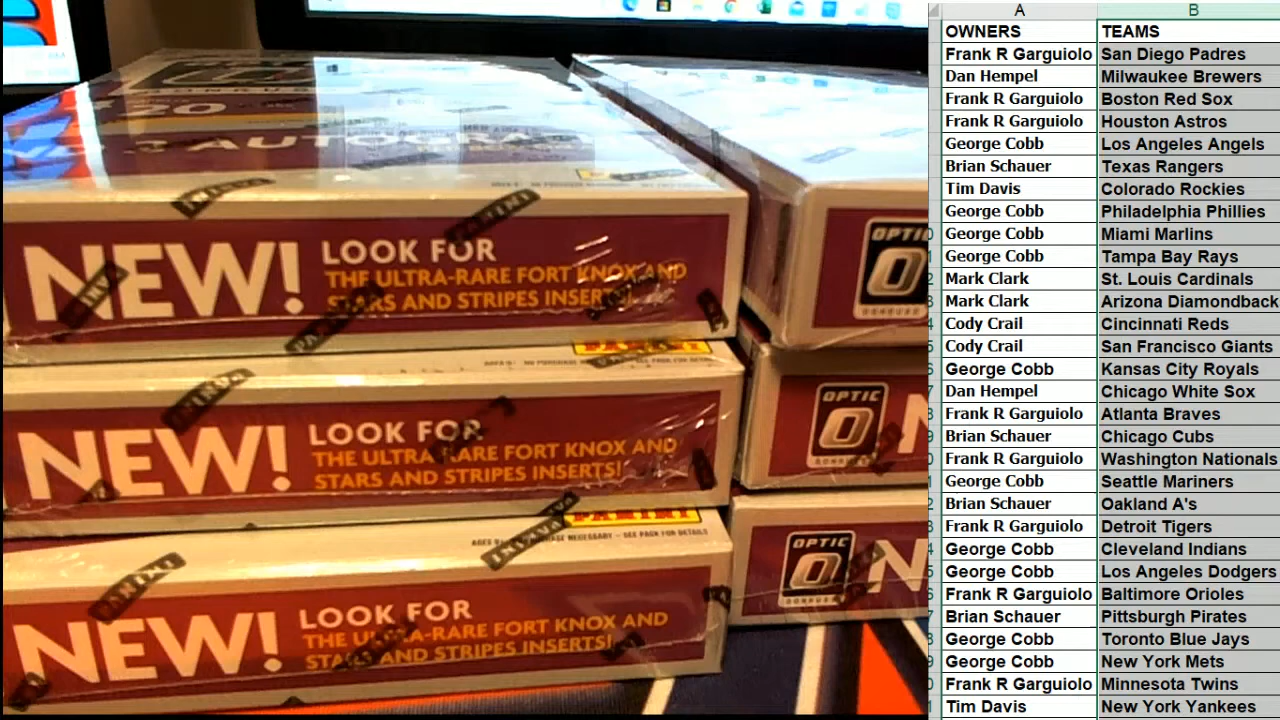 20
3 AUTOGRA
NEW! LOOK FOR
THE ULTRA-RARE FORT KNOX AND
STARS AND STRIPES INSERTS!
PANINI
NEW! LOOK FOR
THE ULTRA-RARE FORT KNOX AND
STARS AND STRIPES INSERTS!
PANINI
NEW! LOOK FOR
THE ULTRA-RARE FORT KNOX AND
STARS AND STRIPES INSERTS!
OPTIC
DONRUSS
OPTIC
DONRUSS
N
OPTIC
DONRUSS
N
A B
OWNERS TEAMS
Frank R Garguiolo San Diego Padres
Dan Hempel Milwaukee Brewers
Frank R Garguiolo Boston Red Sox
Frank R Garguiolo Houston Astros
George Cobb Los Angeles Angels
Brian Schauer Texas Rangers
Tim Davis Colorado Rockies
George Cobb Philadelphia Phillies
George Cobb Miami Marlins
George Cobb Tampa Bay Rays
Mark Clark St. Louis Cardinals
Mark Clark Arizona Diamondback
Cody Crail Cincinnati Reds
Cody Crail San Francisco Giants
George Cobb Kansas City Royals
Dan Hempel Chicago White Sox
Frank R Garguiolo Atlanta Braves
Brian Schauer Chicago Cubs
Frank R Garguiolo Washington Nationals
George Cobb Seattle Mariners
Brian Schauer Oakland A's
Frank R Garguiolo Detroit Tigers
George Cobb Cleveland Indians
George Cobb Los Angeles Dodgers
Frank R Garguiolo Baltimore Orioles
Brian Schauer Pittsburgh Pirates
George Cobb Toronto Blue Jays
George Cobb New York Mets
Frank R Garguiolo Minnesota Twins
Tim Davis New York Yankees